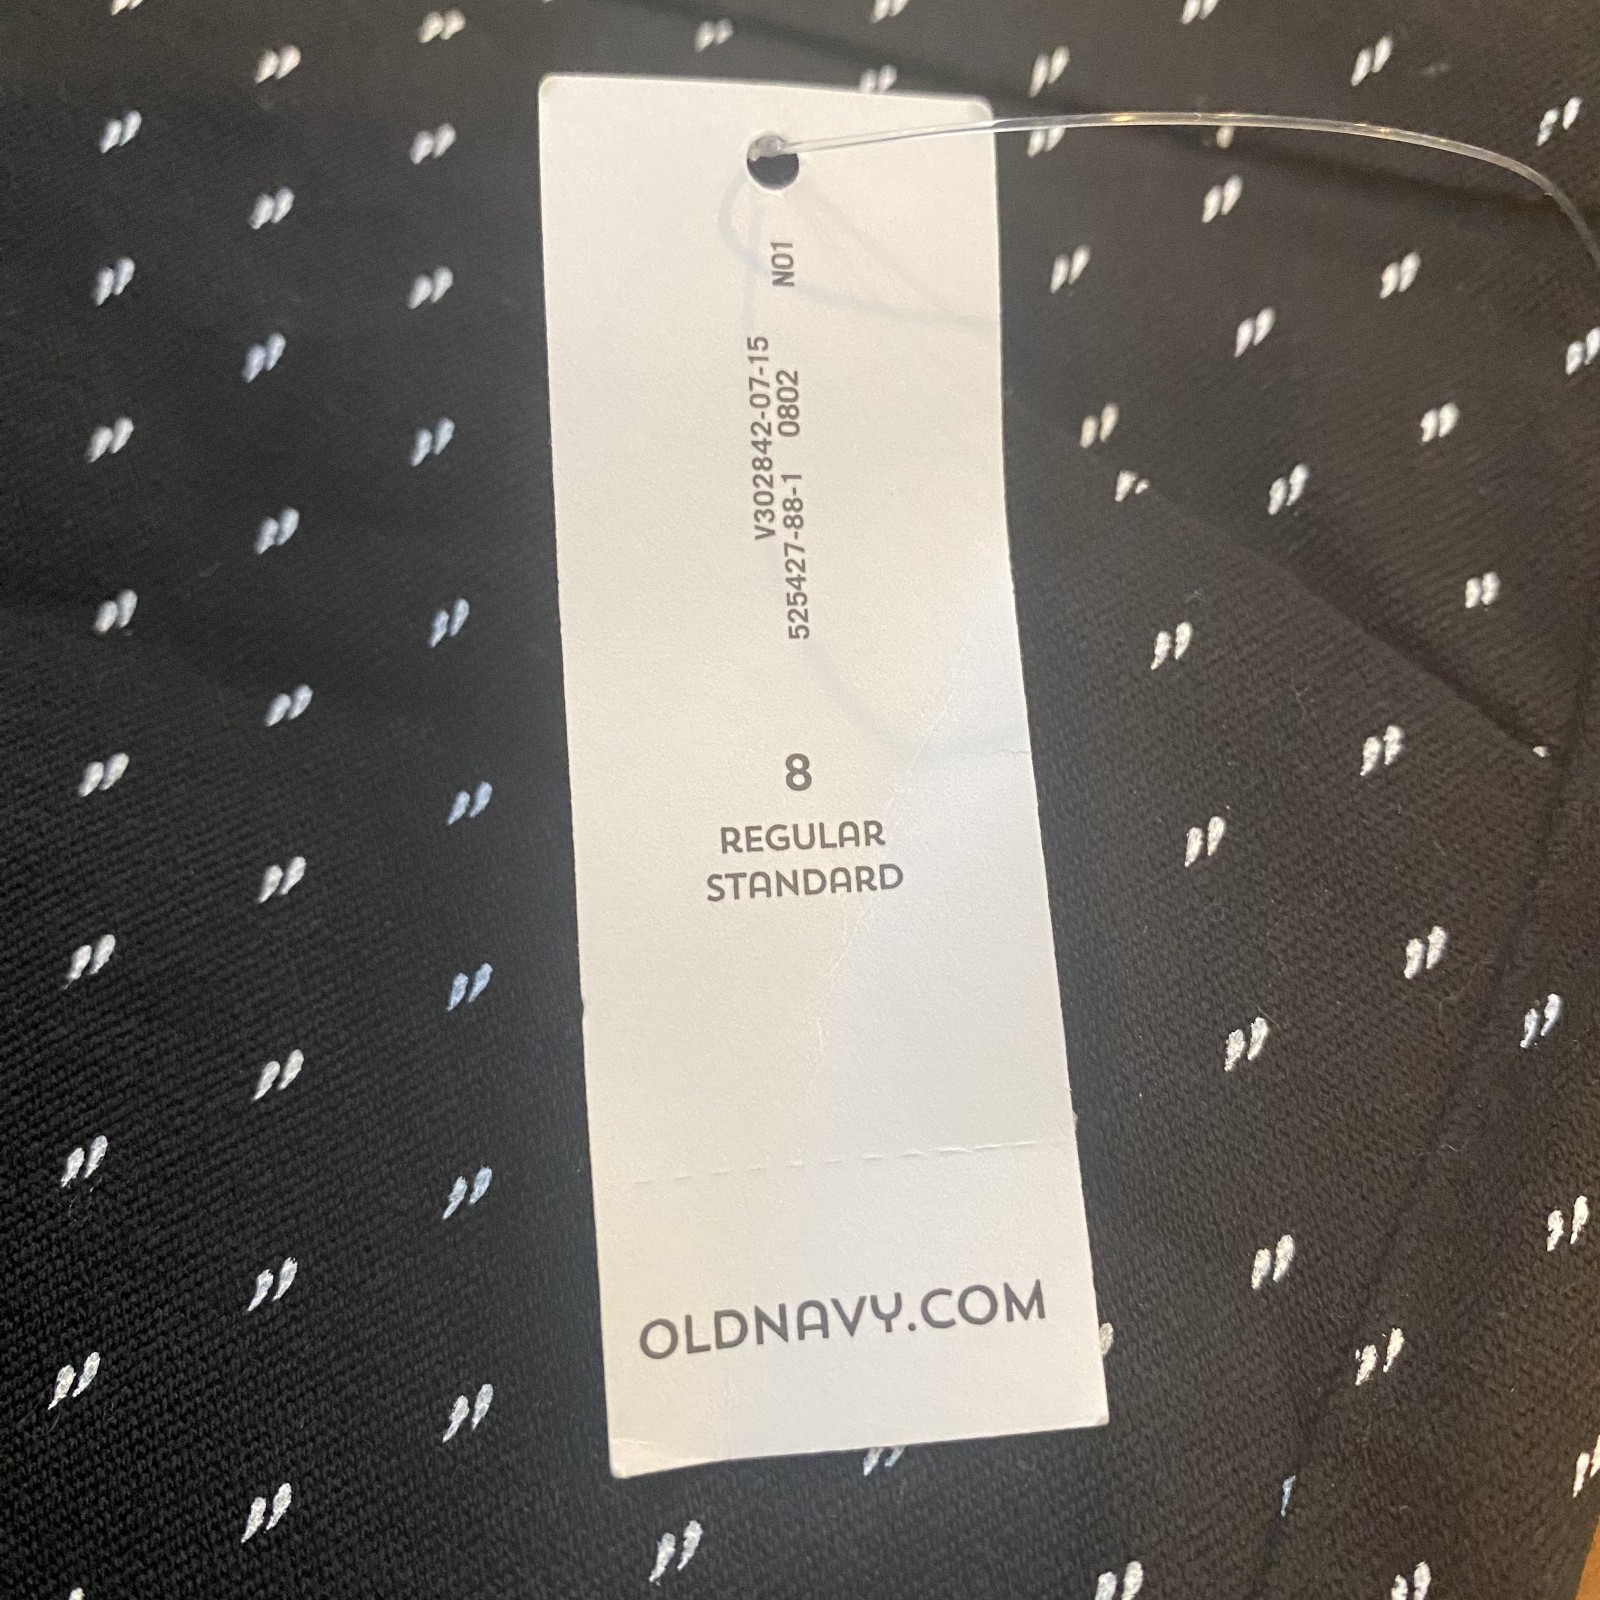 N01
V302842-07-15
525427-88-1 0802
8
REGULAR
STANDARD
OLDNAVY.COM